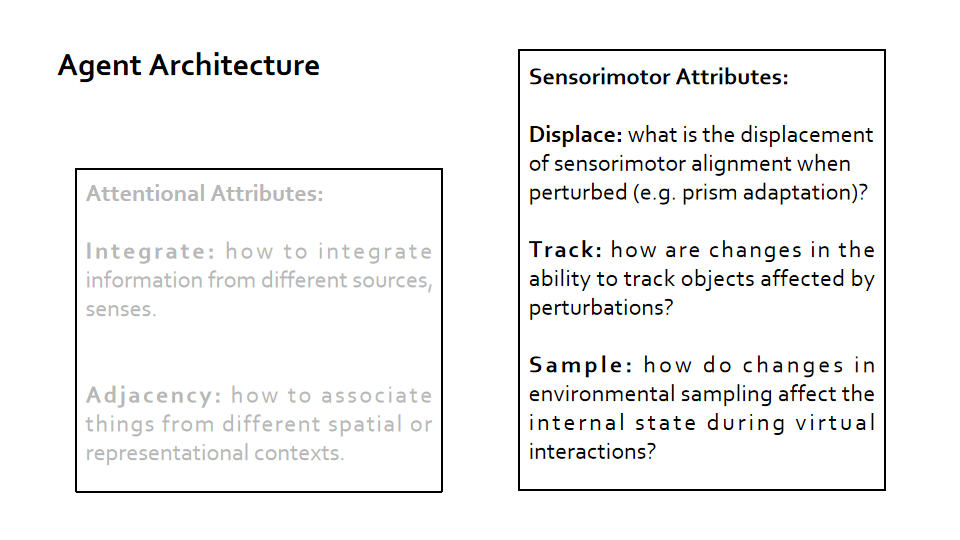 Agent Architecture
Attentional Attributes:
Integrate: how to integrate
information from different sources,
senses.
Adjacency: how to associate
things from different spatial or
representational contexts.
Sensorimotor Attributes:
Displace: what is the displacement
of sensorimotor alignment when
perturbed (e.g. prism adaptation)?
Track: how are changes in the
ability to track objects affected by
perturbations?
Sample: how do changes in
environmental sampling affect the
internal state during virtual
interactions?